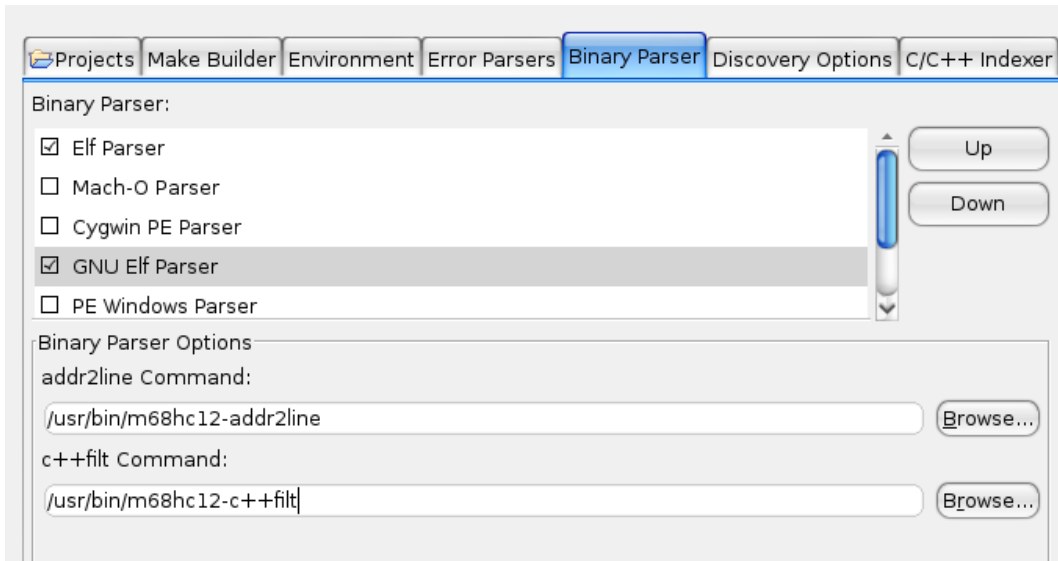 Projects Make Builder Environment Error Parsers Binary Parser Discovery Options C/C++ Indexer
Binary Parser:
Elf Parser
Up
Mach-O Parser
Down
Cygwin PE Parser
GNU Elf Parser
PE Windows Parser
Binary Parser Options
addr2line Command:
/usr/bin/m68hc12-addr2line Browse...
c++filt Command:
/usr/bin/m68hc12-c++filt Browse...